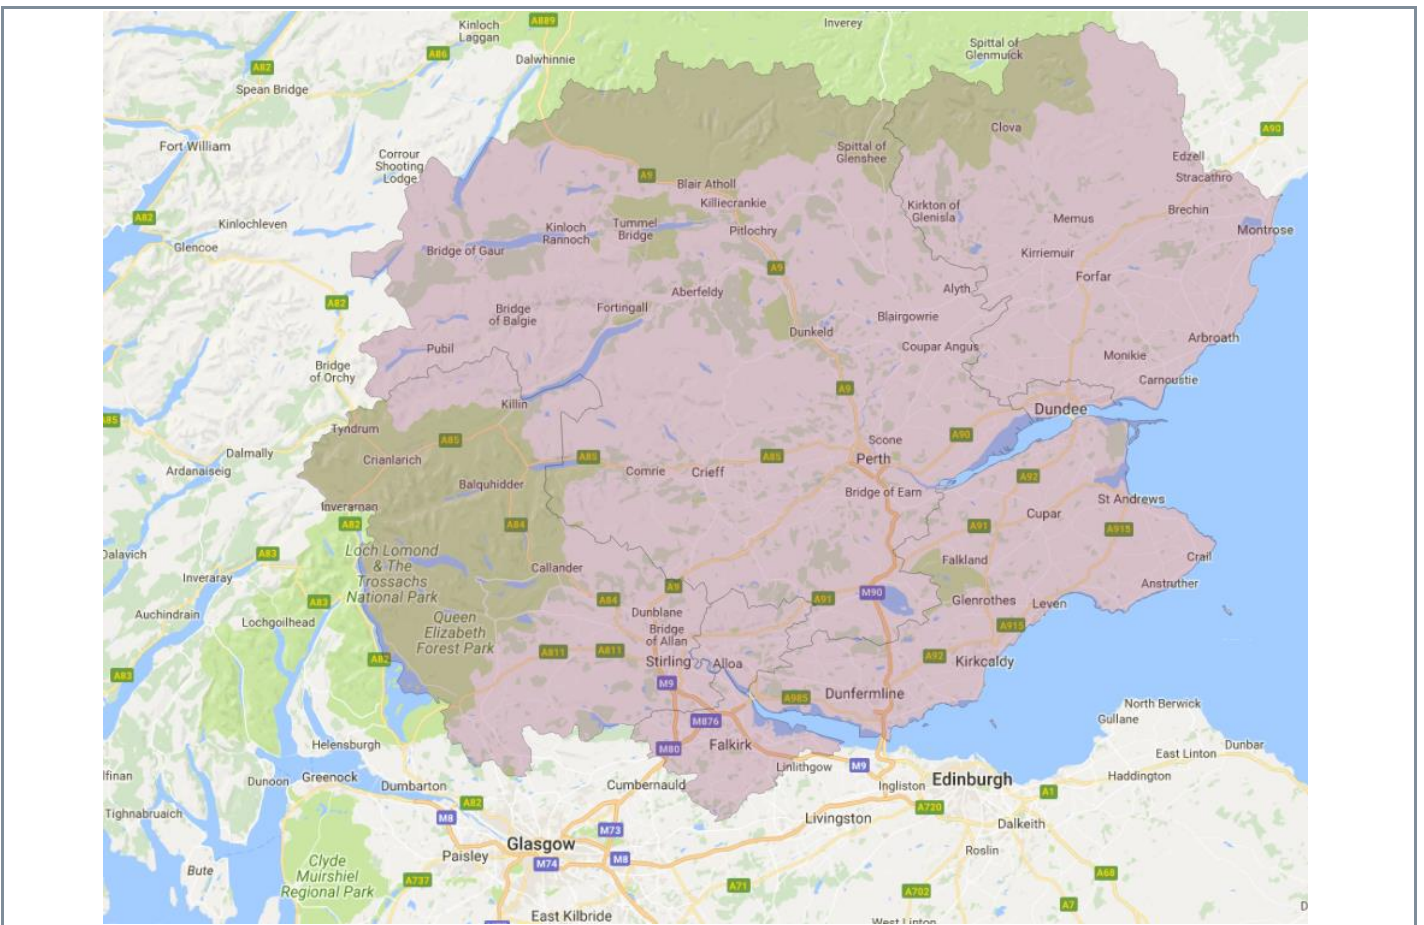 A889
Kinloch
Laggan
Inverey
Spittal of
Glenmuick
A86
Dalwhinnie
A82
Spean Bridge
Clova
A90
Fort William
Spittal of
Glenshee
Corrour
Shooting
Lodge
Edzell
A9
Blair Atholl
Stracathro
Killiecrankie
Kirkton of
Glenisla
Brechin
A82
Kinlochleven
Tummel
Bridge
Memus
Kinloch
Rannoch
Pitlochry
Montrose
Glencoe
Bridge of Gaur
Kirriemuir
A9
Forfar
Alyth
Aberfeldy
A82
Bridge
of Balgie
Fortingall
Blairgowrie
Dunkeld
Arbroath
Coupar Angus
Pubil
Monikie
Bridge
of Orchy
Carnoustie
A9
Killin
Dundee
A85
Tyndrum
A85
Scone
A90
Dalmally
Crianlarich
A85
A85
Perth
Ardanaiseig
Comrie
Crieff
A92
Balquhidder
Bridge of Earn
St Andrews
Inverarnan
Cupar
A82
A84
A91
A915
Dalavich
A83
Loch Lomond
& The
Trossachs
National Park
Falkland
Crail
Inveraray
Callander
Anstruther
A9
M90
A83
A84
A91
Glenrothes
Leven
Auchindrain
Lochgoilhead
Queen
Elizabeth
Forest Park
Dunblane
A915
Bridge
of Allan
A811
A811
A92
Kirkcaldy
A82
Stirling
Alloa
A83
M9
A985
Dunfermline
North Berwick
M876
Gullane
Helensburgh
M80
Falkirk
East Linton
Dunbar
lfinan
Dunoon
Greenock
Linlithgow
M9
Edinburgh
Haddington
Dumbarton
Cumbernauld
Ingliston
A1
A82
A720
Tighnabruaich
M8
Livingston
Dalkeith
M73
Glasgow
Roslin
Paisley
M74
M8
Bute
Clyde
Muirshiel
Regional Park
A68
A737
A71
A702
A7
East Kilbride
West Linton
D